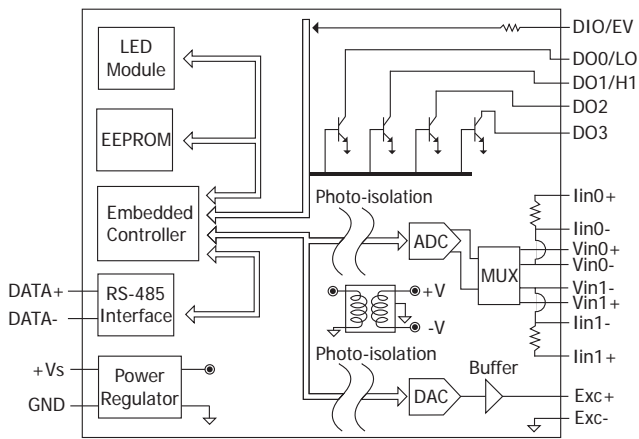 LED
Module
EEPROM
Embedded
Controller
RS-485
Interface
DATA+
DATA-
Power
Regulator
+Vs
GND
DIO/EV
DO0/LO
DO1/H1
DO2
DO3
Photo-isolation
ADC
MUX
Iin0+
Iin0-
Vin0+
Vin0-
Vin1-
Vin1+
Iin1-
Iin1+
+V
-V
Photo-isolation
DAC
Buffer
Exc+
Exc-